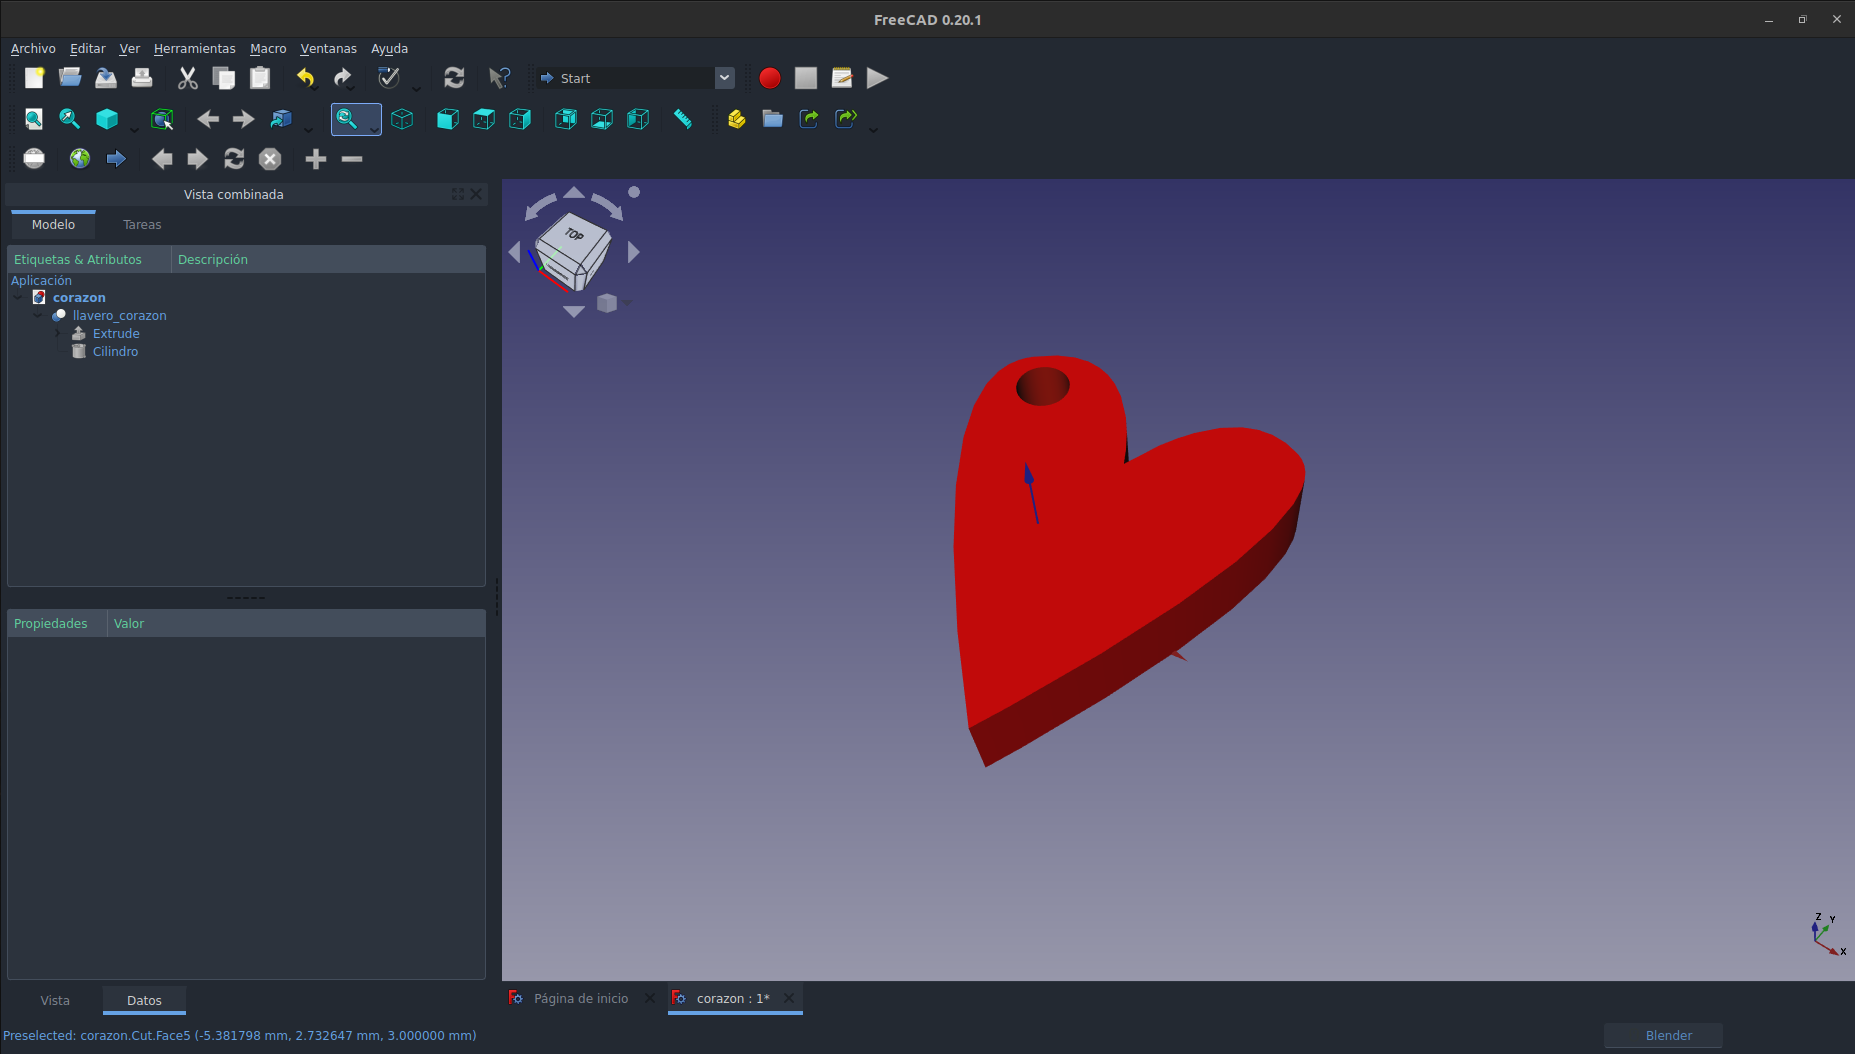 FreeCAD 0.20.1
Archivo Editar Ver Herramientas Macro Ventanas Ayuda
Start
Vista combinada
Modelo Tareas
Etiquetas & Atributos Descripción
Aplicación
corazon
llavero_corazon
Extrude
Cilindro
TOP
Propiedades Valor
Z Y
X
Vista Datos
Página de inicio corazon : 1*
Preselected: corazon.Cut.Face5 (-5.381798 mm, 2.732647 mm, 3.000000 mm) Blender